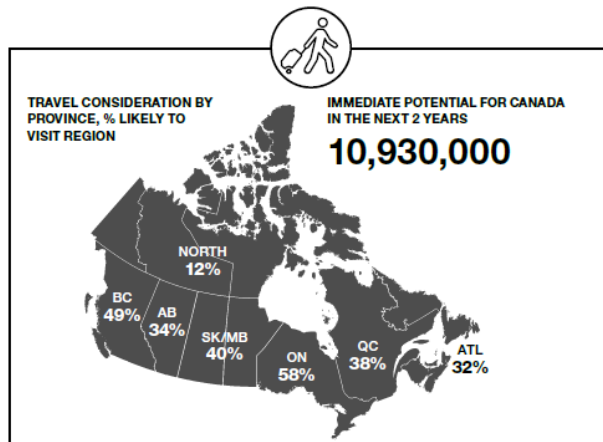 TRAVEL CONSIDERATION BY
PROVINCE, % LIKELY TO
VISIT REGION
IMMEDIATE POTENTIAL FOR CANADA
IN THE NEXT 2 YEARS
10,930,000
NORTH
12%
BC
49%
AB
34%
SK/MB
40%
ON
58%
QC
38%
ATL
32%